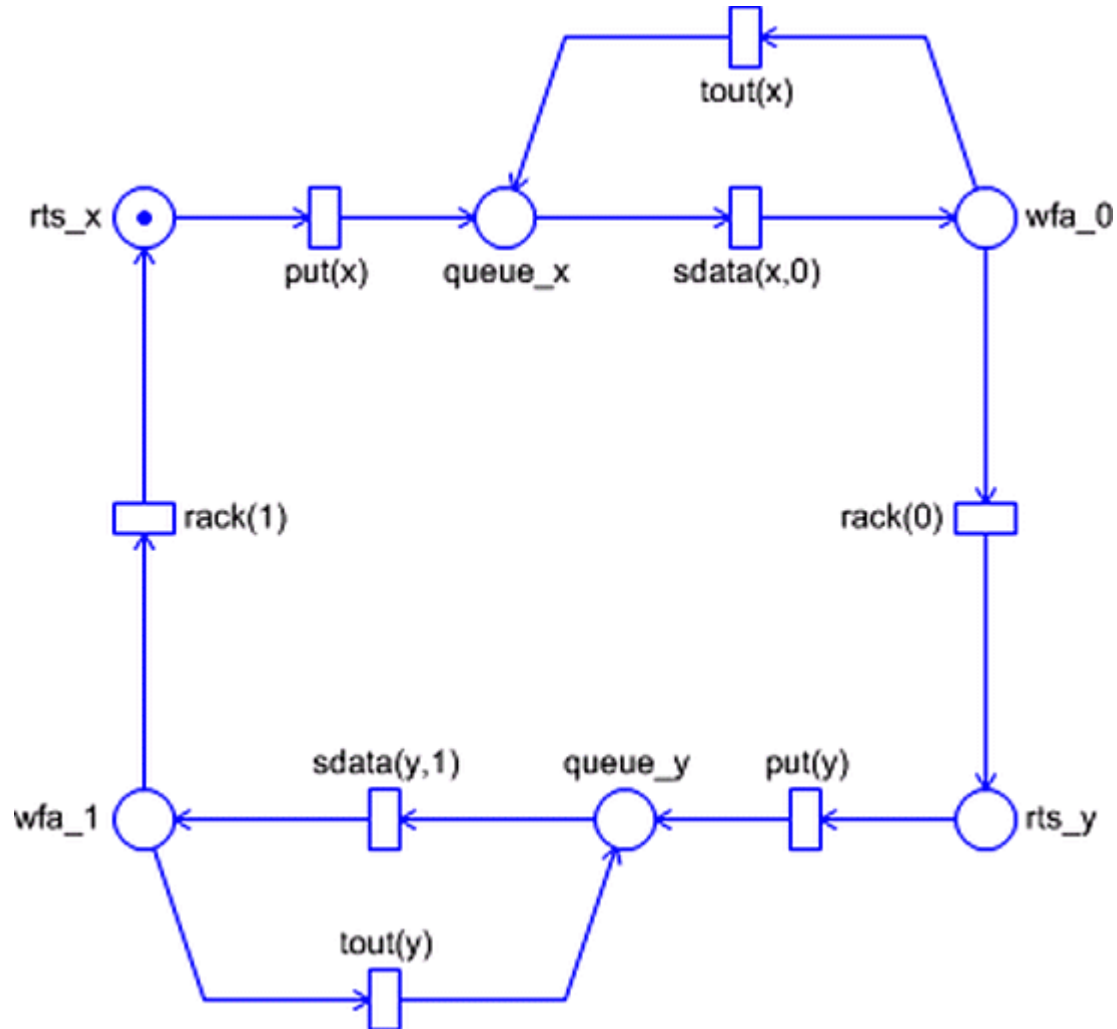 tout(x)
rts_x
wfa_0
put(x)
queue_x
sdata(x,0)
rack(1)
rack(0)
sdata(y,1)
queue_y
put(y)
wfa_1
rts_y
tout(y)